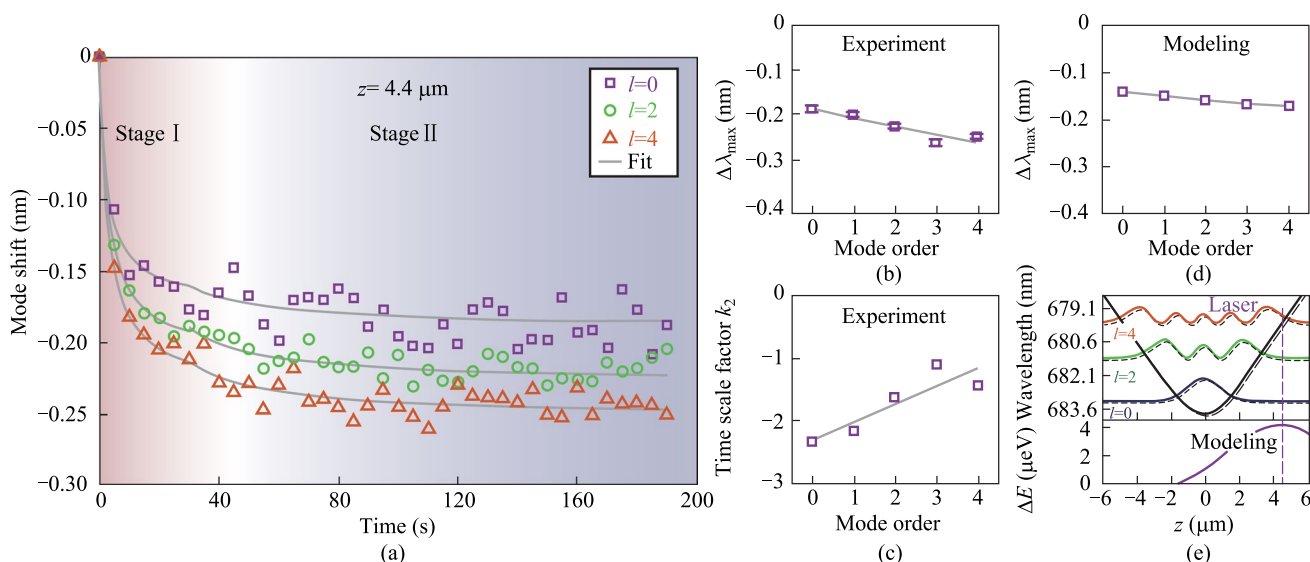 0
−0.05
−0.10
−0.15
−0.20
−0.25
−0.30
Mode shift (nm)
z= 4.4 μm
Stage Ⅰ
Stage Ⅱ
l=0
l=2
l=4
Fit
0
40
80
120
160
200
Time (s)
(a)
0
−0.1
−0.2
−0.3
−0.4
Δλmax (nm)
Experiment
0
1
2
3
4
Mode order
(b)
0
−0.1
−0.2
−0.3
−0.4
Δλmax (nm)
Modeling
0
1
2
3
4
Mode order
(d)
0
−1
−2
−3
Time scale factor k2
Experiment
0
1
2
3
4
Mode order
(c)
679.1
680.6
682.1
683.6
Wavelength (nm)
Laser
l=4
l=2
l=0
4
2
0
ΔE (μeV)
Modeling
−6
−4
−2
0
2
4
6
z (μm)
(e)